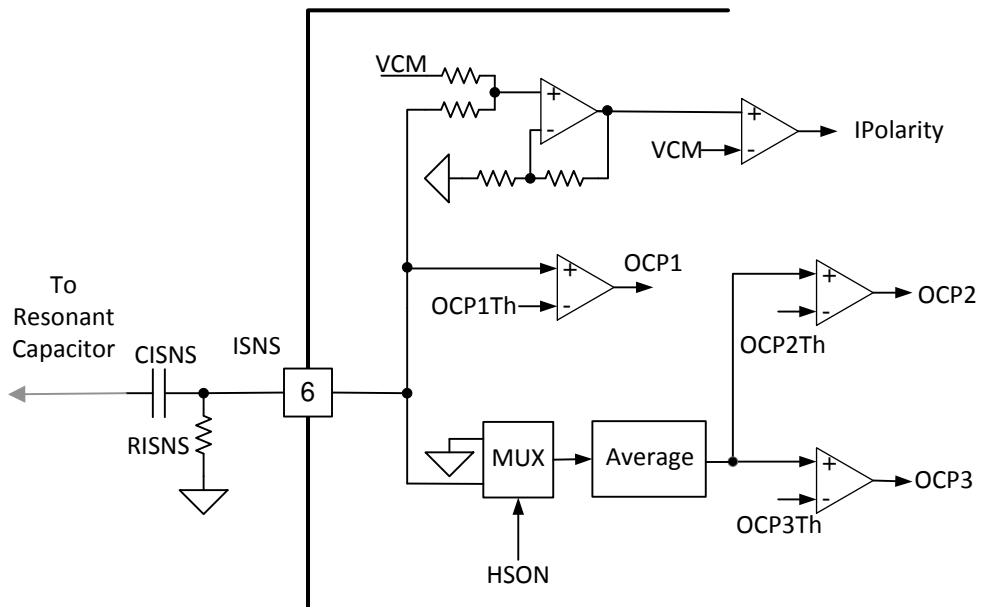 VCM
+
-
+
VCM
-
IPolarity
+
OCP1
OCP1Th
-
+
OCP2
-
OCP2Th
To
Resonant
Capacitor
CISNS
ISNS
6
RISNS
MUX
Average
+
OCP3
-
OCP3Th
HSON